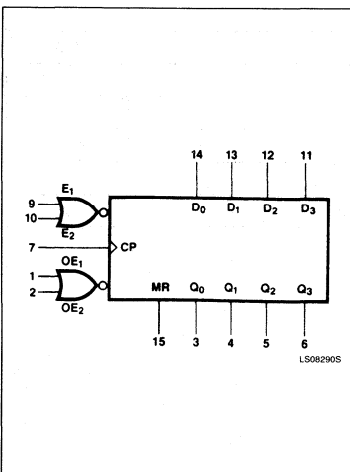 14 13 12 11
E₁
9
10
E₂
D₀ D₁ D₂ D₃
7 CP
OE₁
1
2
OE₂
MR Q₀ Q₁ Q₂ Q₃
15 3 4 5 6
LS08290S